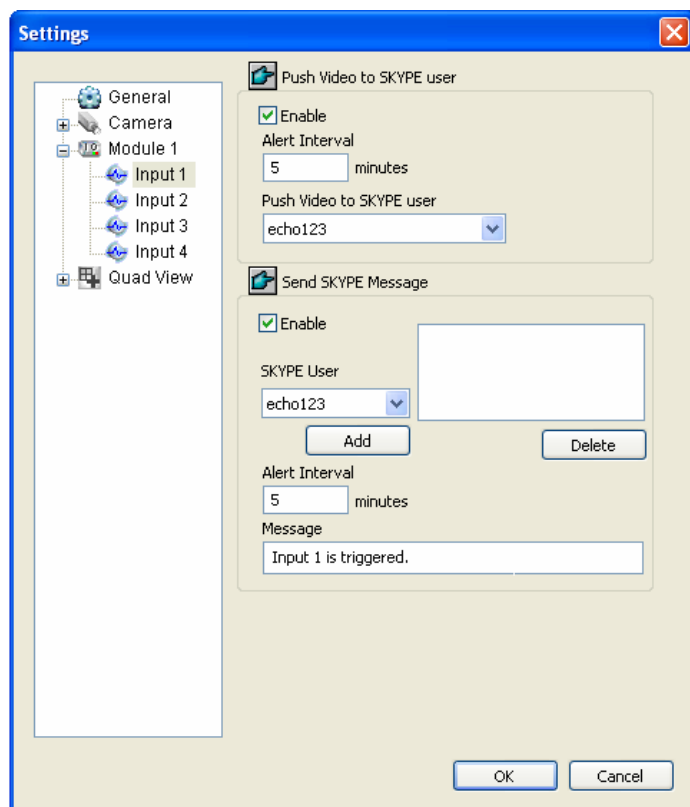 Settings
General
Camera
Module 1
Input 1
Input 2
Input 3
Input 4
Quad View
Push Video to SKYPE user
Enable
Alert Interval
5 minutes
Push Video to SKYPE user
echo123
Send SKYPE Message
Enable
SKYPE User
echo123
Add
Delete
Alert Interval
5 minutes
Message
Input 1 is triggered.
OK
Cancel